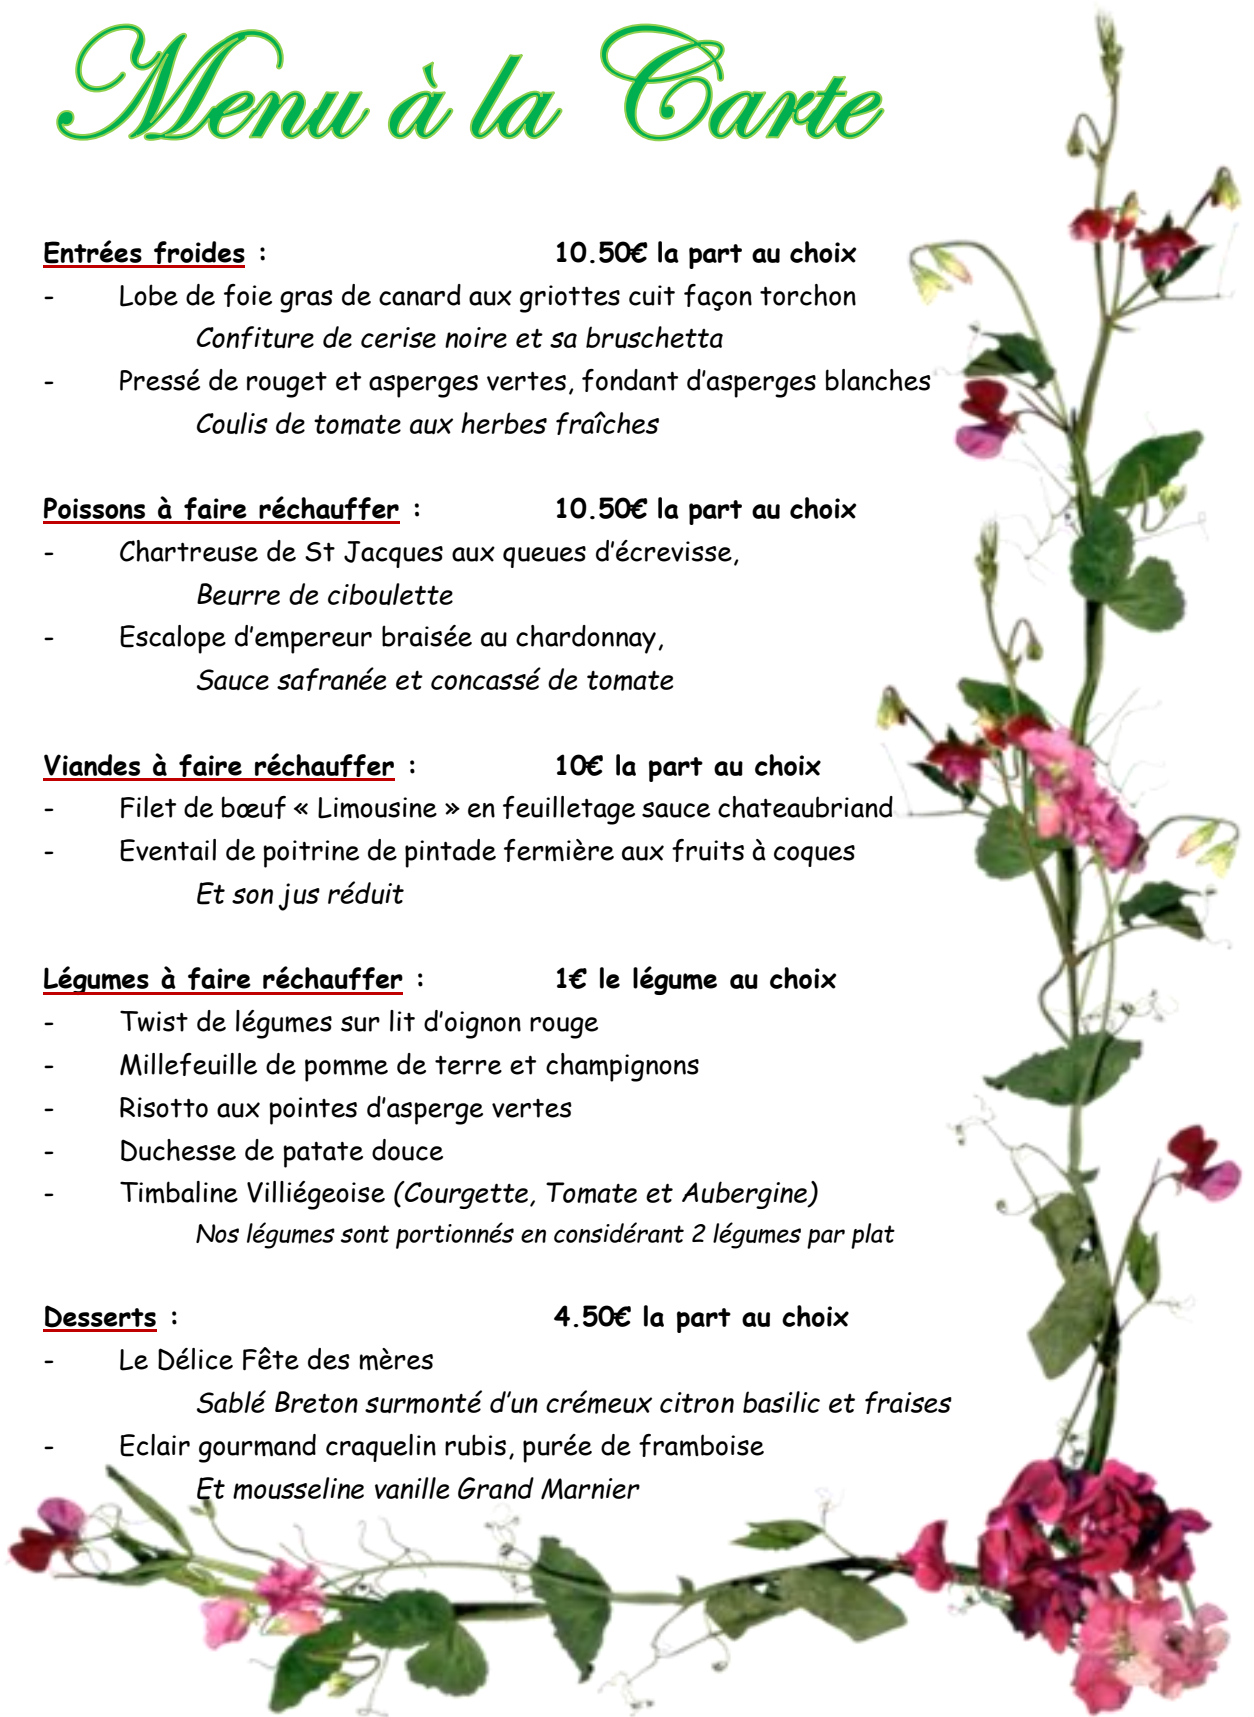 Menu à la Carte
Entrées froides : 10.50€ la part au choix
- Lobe de foie gras de canard aux griottes cuit façon torchon
Confiture de cerise noire et sa bruschetta
- Pressé de rouget et asperges vertes, fondant d’asperges blanches
Coulis de tomate aux herbes fraîches
Poissons à faire réchauffer : 10.50€ la part au choix
- Chartreuse de St Jacques aux queues d’écrevisse,
Beurre de ciboulette
- Escalope d’empereur braisée au chardonnay,
Sauce safranée et concassé de tomate
Viandes à faire réchauffer : 10€ la part au choix
- Filet de bœuf « Limousine » en feuilletage sauce chateaubriand
- Eventail de poitrine de pintade fermière aux fruits à coques
Et son jus réduit
Légumes à faire réchauffer : 1€ le légume au choix
- Twist de légumes sur lit d’oignon rouge
- Millefeuille de pomme de terre et champignons
- Risotto aux pointes d’asperge vertes
- Duchesse de patate douce
- Timbaline Villiégeoise (Courgette, Tomate et Aubergine)
Nos légumes sont portionnés en considérant 2 légumes par plat
Desserts : 4.50€ la part au choix
- Le Délice Fête des mères
Sablé Breton surmonté d’un crémeux citron basilic et fraises
- Eclair gourmand craquelin rubis, purée de framboise
Et mousseline vanille Grand Marnier